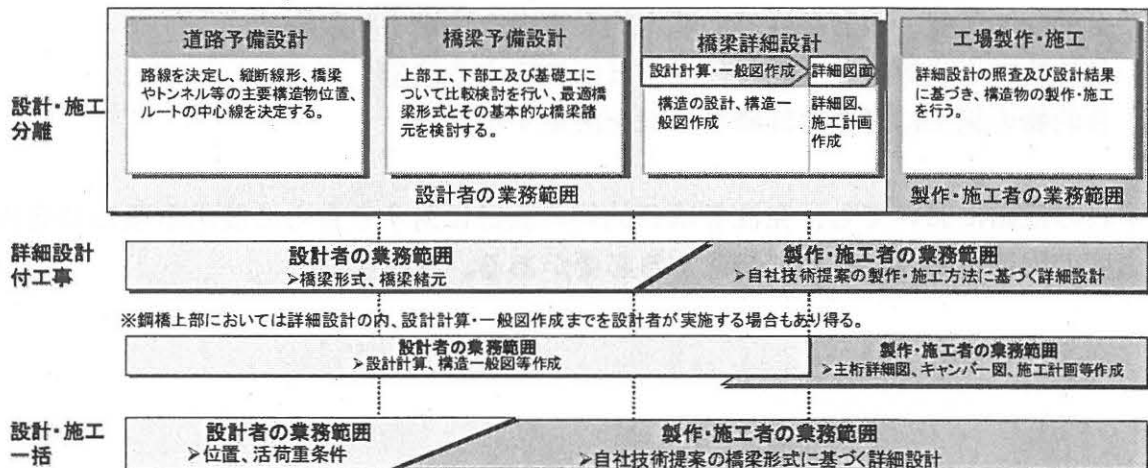 設計・施工
分離
道路予備設計
路線を決定し、縦断線形、橋梁
やトンネル等の主要構造物位置、
ルートの中心線を決定する。
橋梁予備設計
上部工、下部工及び基礎工に
ついて比較検討を行い、最適橋
梁形式とその基本的な橋梁諸
元を検討する。
橋梁詳細設計
設計計算・一般図作成
詳細図面
構造の設計、構造一
般図作成
詳細図、
施工計画
作成
工場製作・施工
詳細設計の照査及び設計結果
に基づき、構造物の製作・施工
を行う。
設計者の業務範囲
製作・施工者の業務範囲
詳細設計
付工事
設計者の業務範囲
➢橋梁形式、橋梁緒元
製作・施工者の業務範囲
➢自社技術提案の製作・施工方法に基づく詳細設計
※鋼橋上部においては詳細設計の内、設計計算・一般図作成までを設計者が実施する場合もあり得る。
設計者の業務範囲
➢設計計算、構造一般図等作成
製作・施工者の業務範囲
➢主桁詳細図、キャンバー図、施工計画等作成
設計・施工
一括
設計者の業務範囲
➢位置、活荷重条件
製作・施工者の業務範囲
➢自社技術提案の橋梁形式に基づく詳細設計